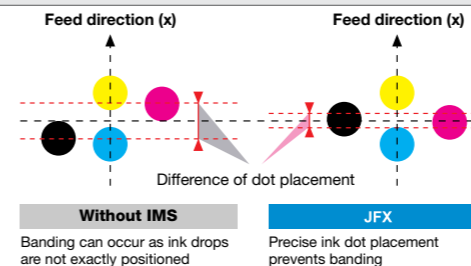 Feed direction (x)
Feed direction (x)
Difference of dot placement
Without IMS
JFX
Banding can occur as ink drops
are not exactly positioned
Precise ink dot placement
prevents banding